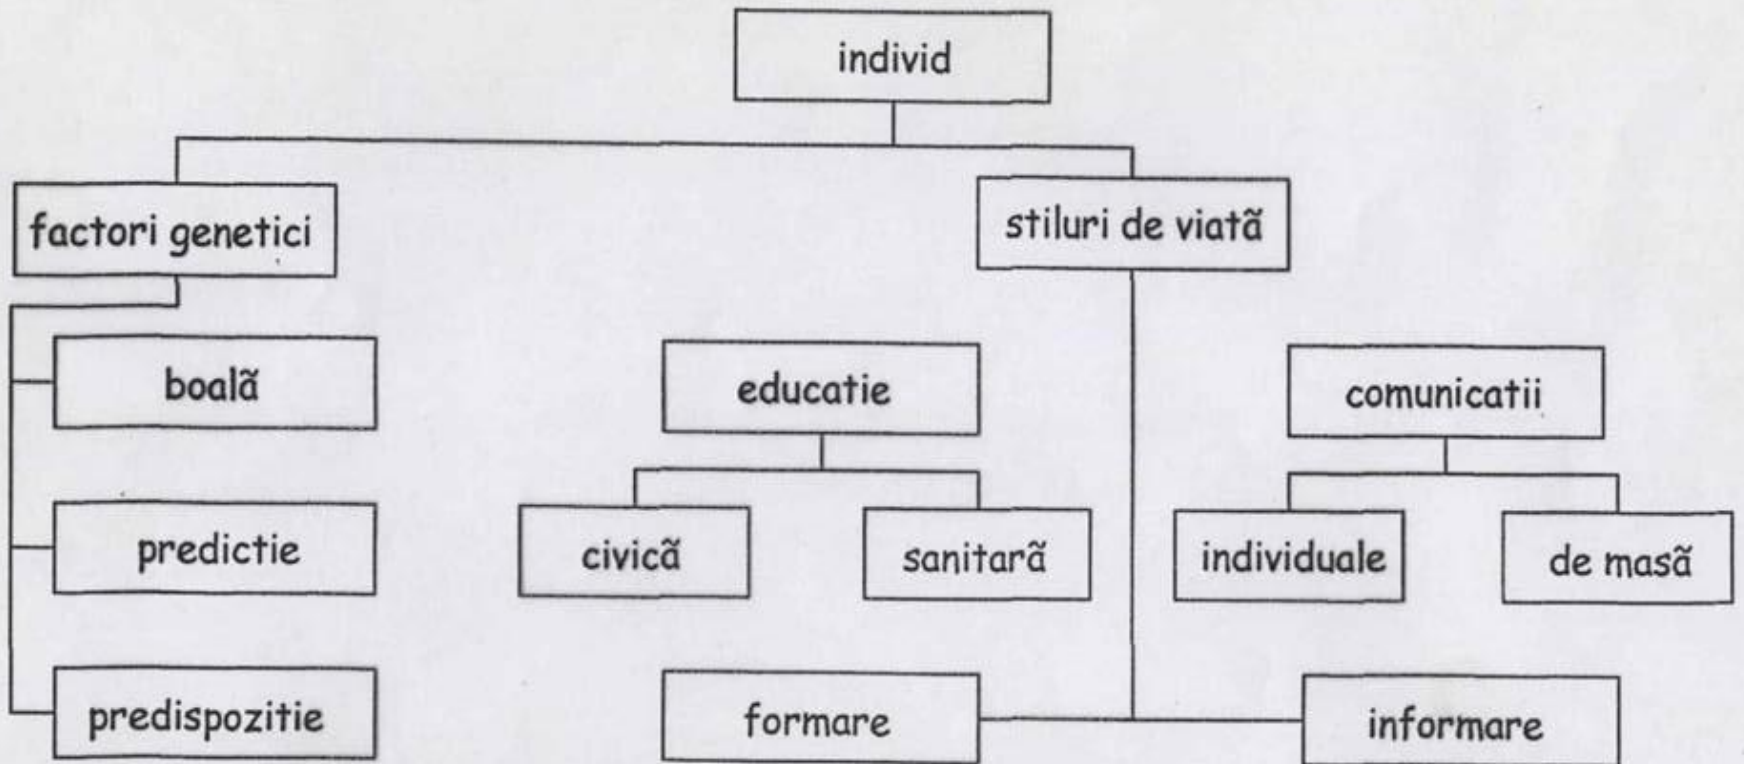 individ
factori genetici
stiluri de viatã
boalã
educatie
comunicatii
predictie
civicã
sanitarã
individuale
de masã
predispozitie
formare
informare